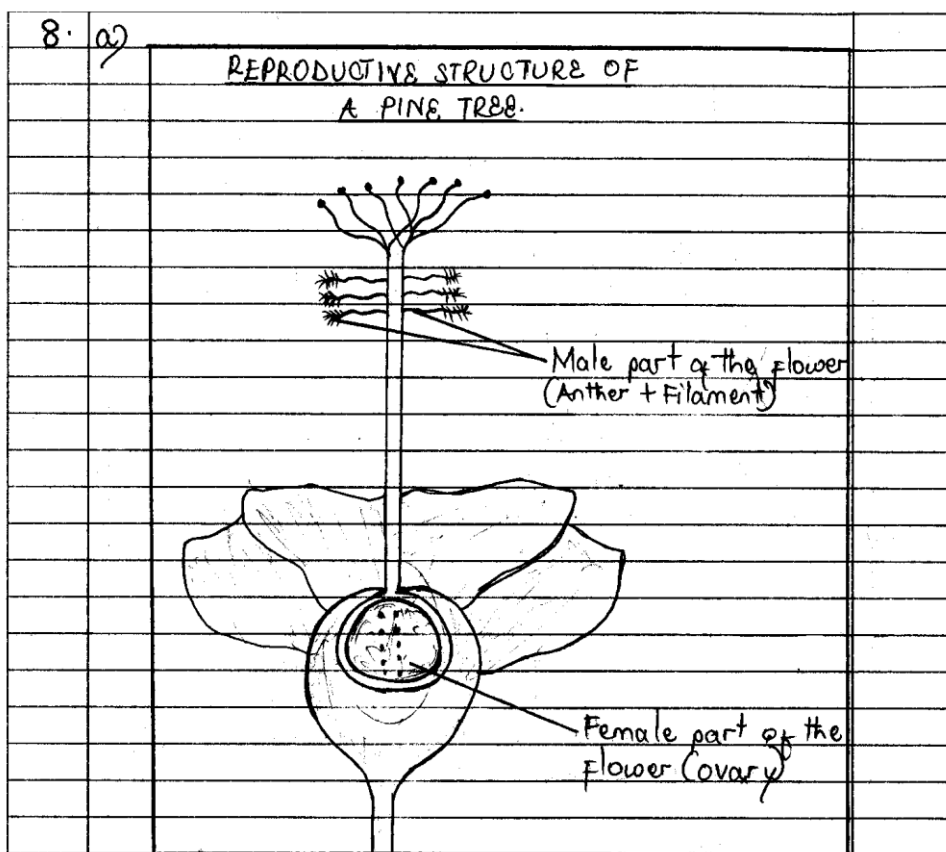 8. a)
REPRODUCTIVE STRUCTURE OF
A PINE TREE.
Male part of the flower
(Anther + Filament)
Female part of the
flower (ovary)